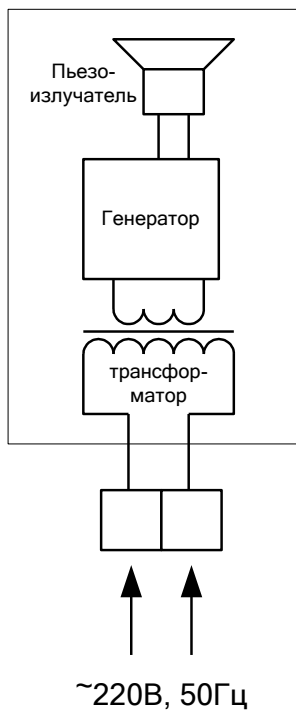 Пьезо-
излучатель
Генератор
трансфор-
матор
~220В, 50Гц